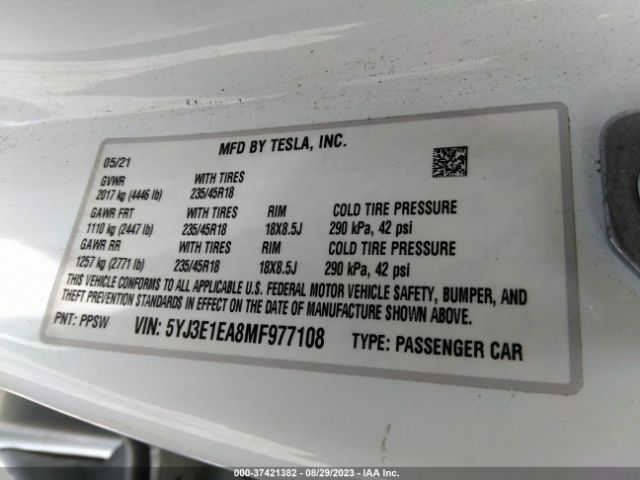 MFD BY TESLA, INC.
05/21
GVWR WITH TIRES
2017 kg (4446 lb) 235/45R18
GAWR FRT WITH TIRES RIM COLD TIRE PRESSURE
1110 kg (2447 lb) 235/45R18 18X8.5J 290 kPa, 42 psi
GAWR RR WITH TIRES RIM COLD TIRE PRESSURE
1257 kg (2771 lb) 235/45R18 18X8.5J 290 kPa, 42 psi
THIS VEHICLE CONFORMS TO ALL APPLICABLE U.S. FEDERAL MOTOR VEHICLE SAFETY, BUMPER, AND
THEFT PREVENTION STANDARDS IN EFFECT ON THE DATE OF MANUFACTURE SHOWN ABOVE.
PNT: PPSW VIN: 5YJ3E1EA8MF977108 TYPE: PASSENGER CAR
000-37421382 - 08/29/2023 - IAA Inc.